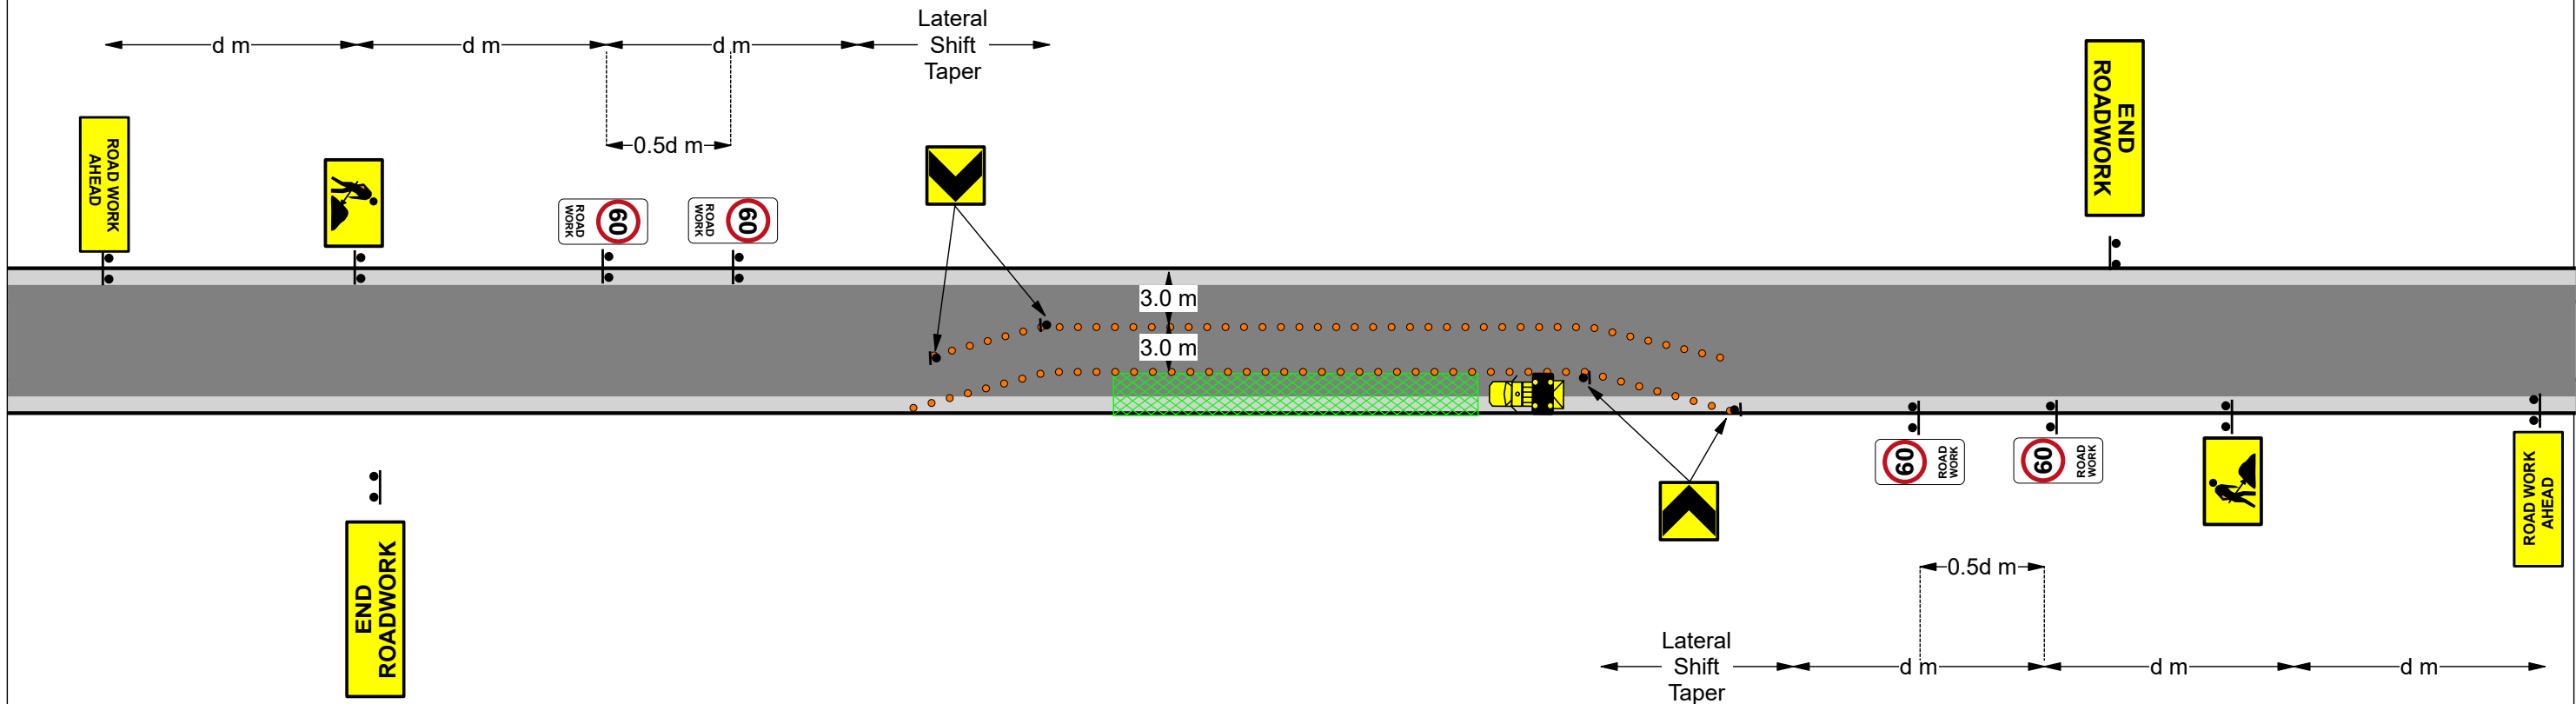 Lateral
Shift
Taper
d m
d m
d m
0.5d m
ROAD WORK
AHEAD
60
ROAD
WORK
60
ROAD
WORK
END
ROADWORK
3.0 m
3.0 m
END
ROADWORK
60
ROAD
WORK
60
ROAD
WORK
ROAD WORK
AHEAD
0.5d m
Lateral
Shift
Taper
d m
d m
d m